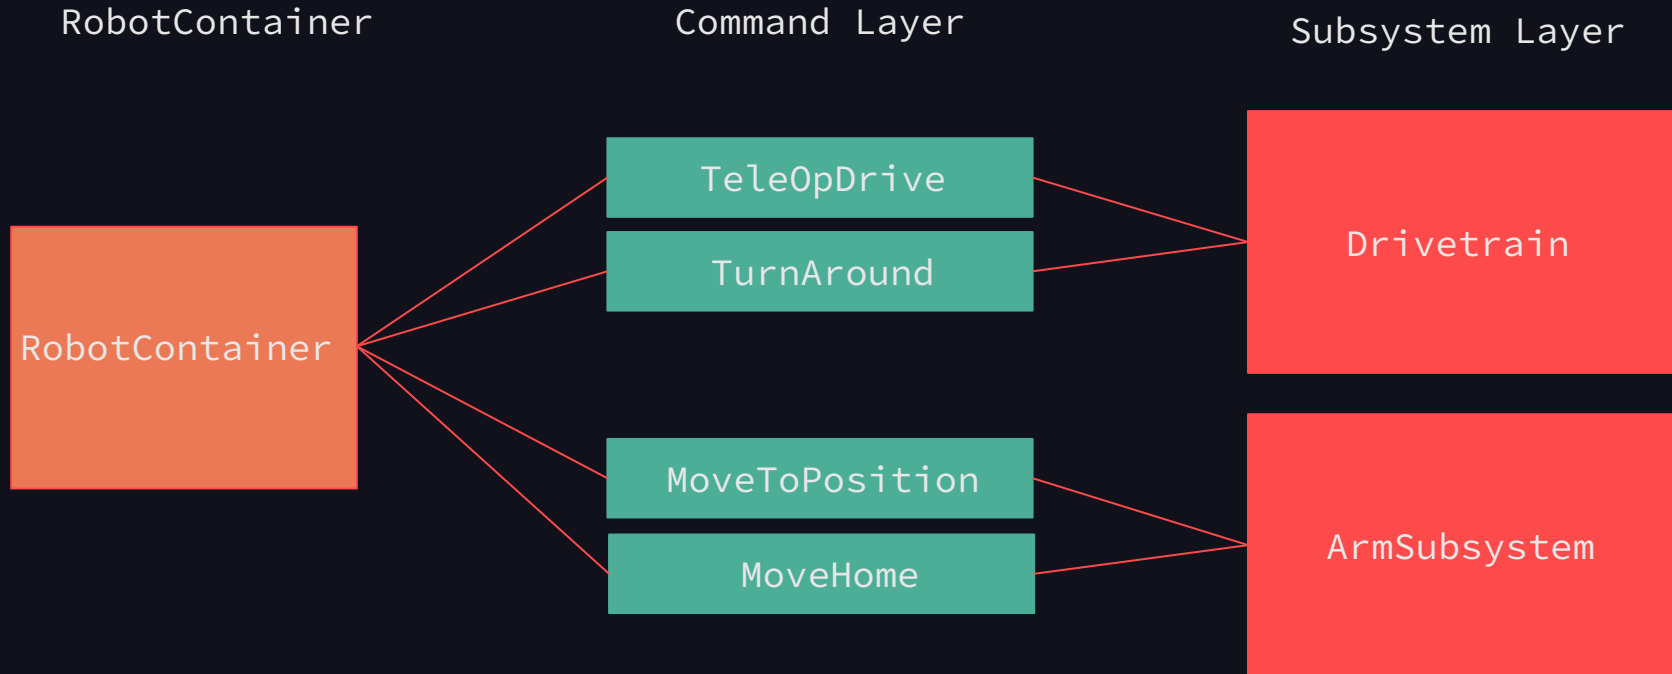 RobotContainer
Command Layer
Subsystem Layer
RobotContainer
TeleOpDrive
TurnAround
MoveToPosition
MoveHome
Drivetrain
ArmSubsystem